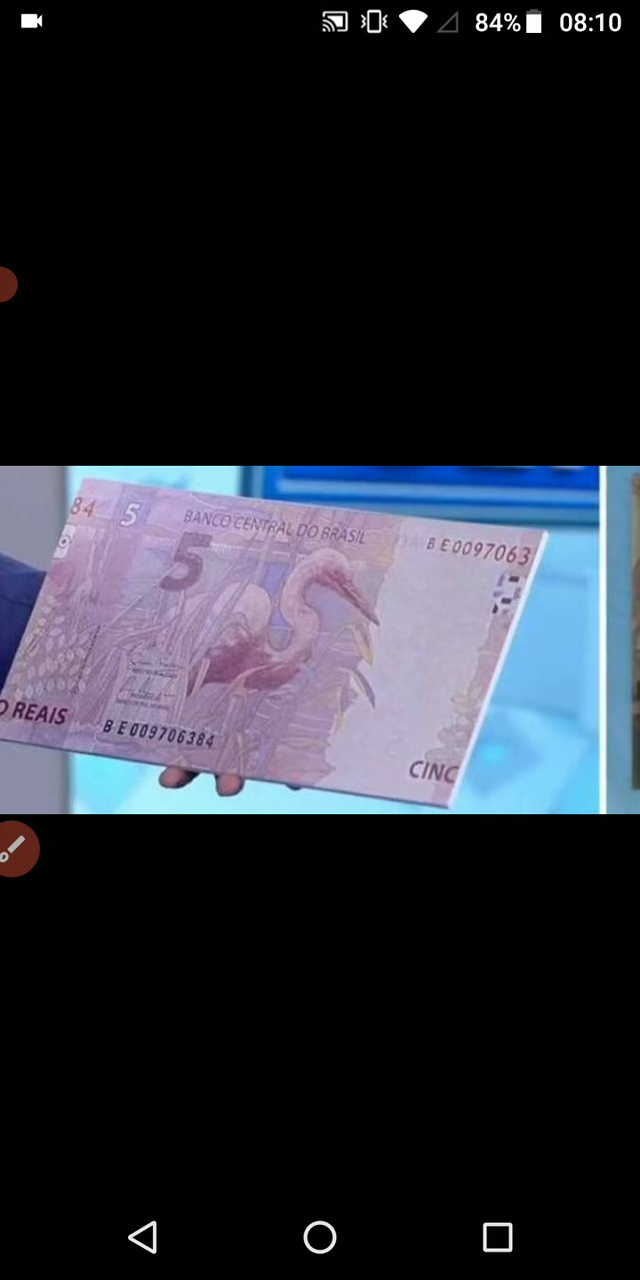 84% 08:10
84 5 BANCO CENTRAL DO BRASIL B E 0097063
5
O REAIS B E 009706384
CINC